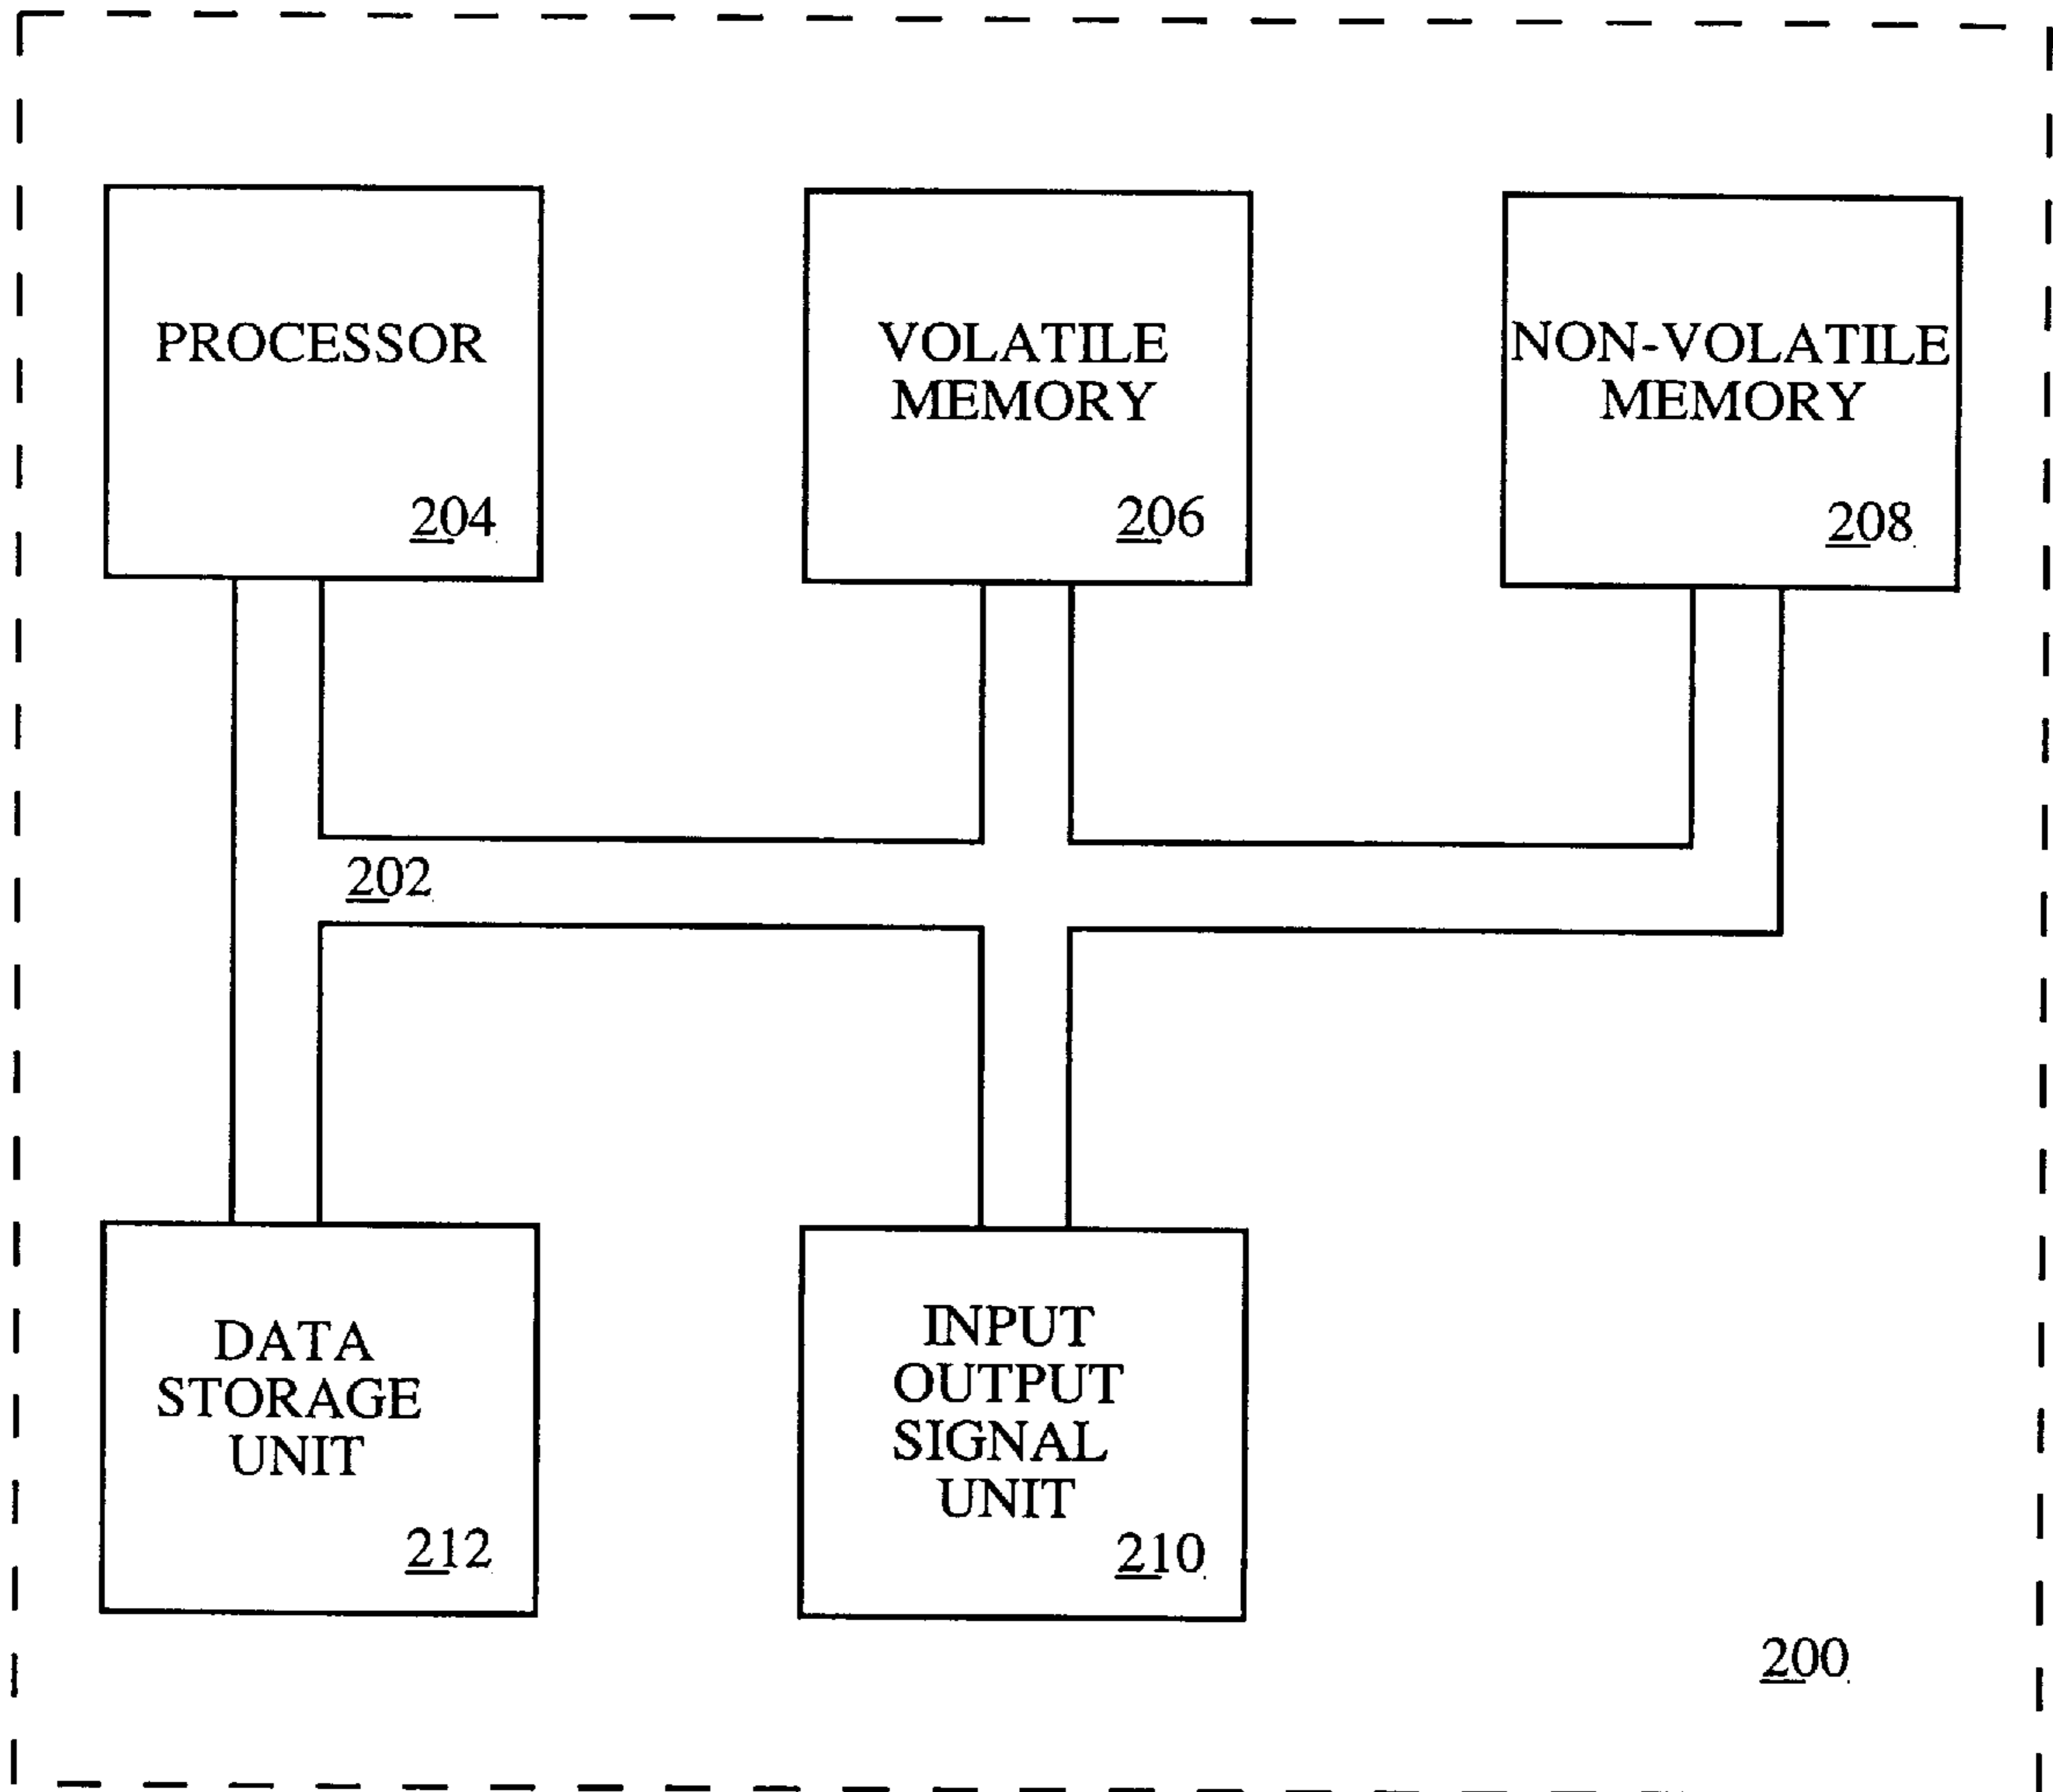 PROCESSOR
204
VOLATILE
MEMORY
206
NON-VOLATILE
MEMORY
208
202
DATA
STORAGE
UNIT
212
INPUT
OUTPUT
SIGNAL
UNIT
210
200